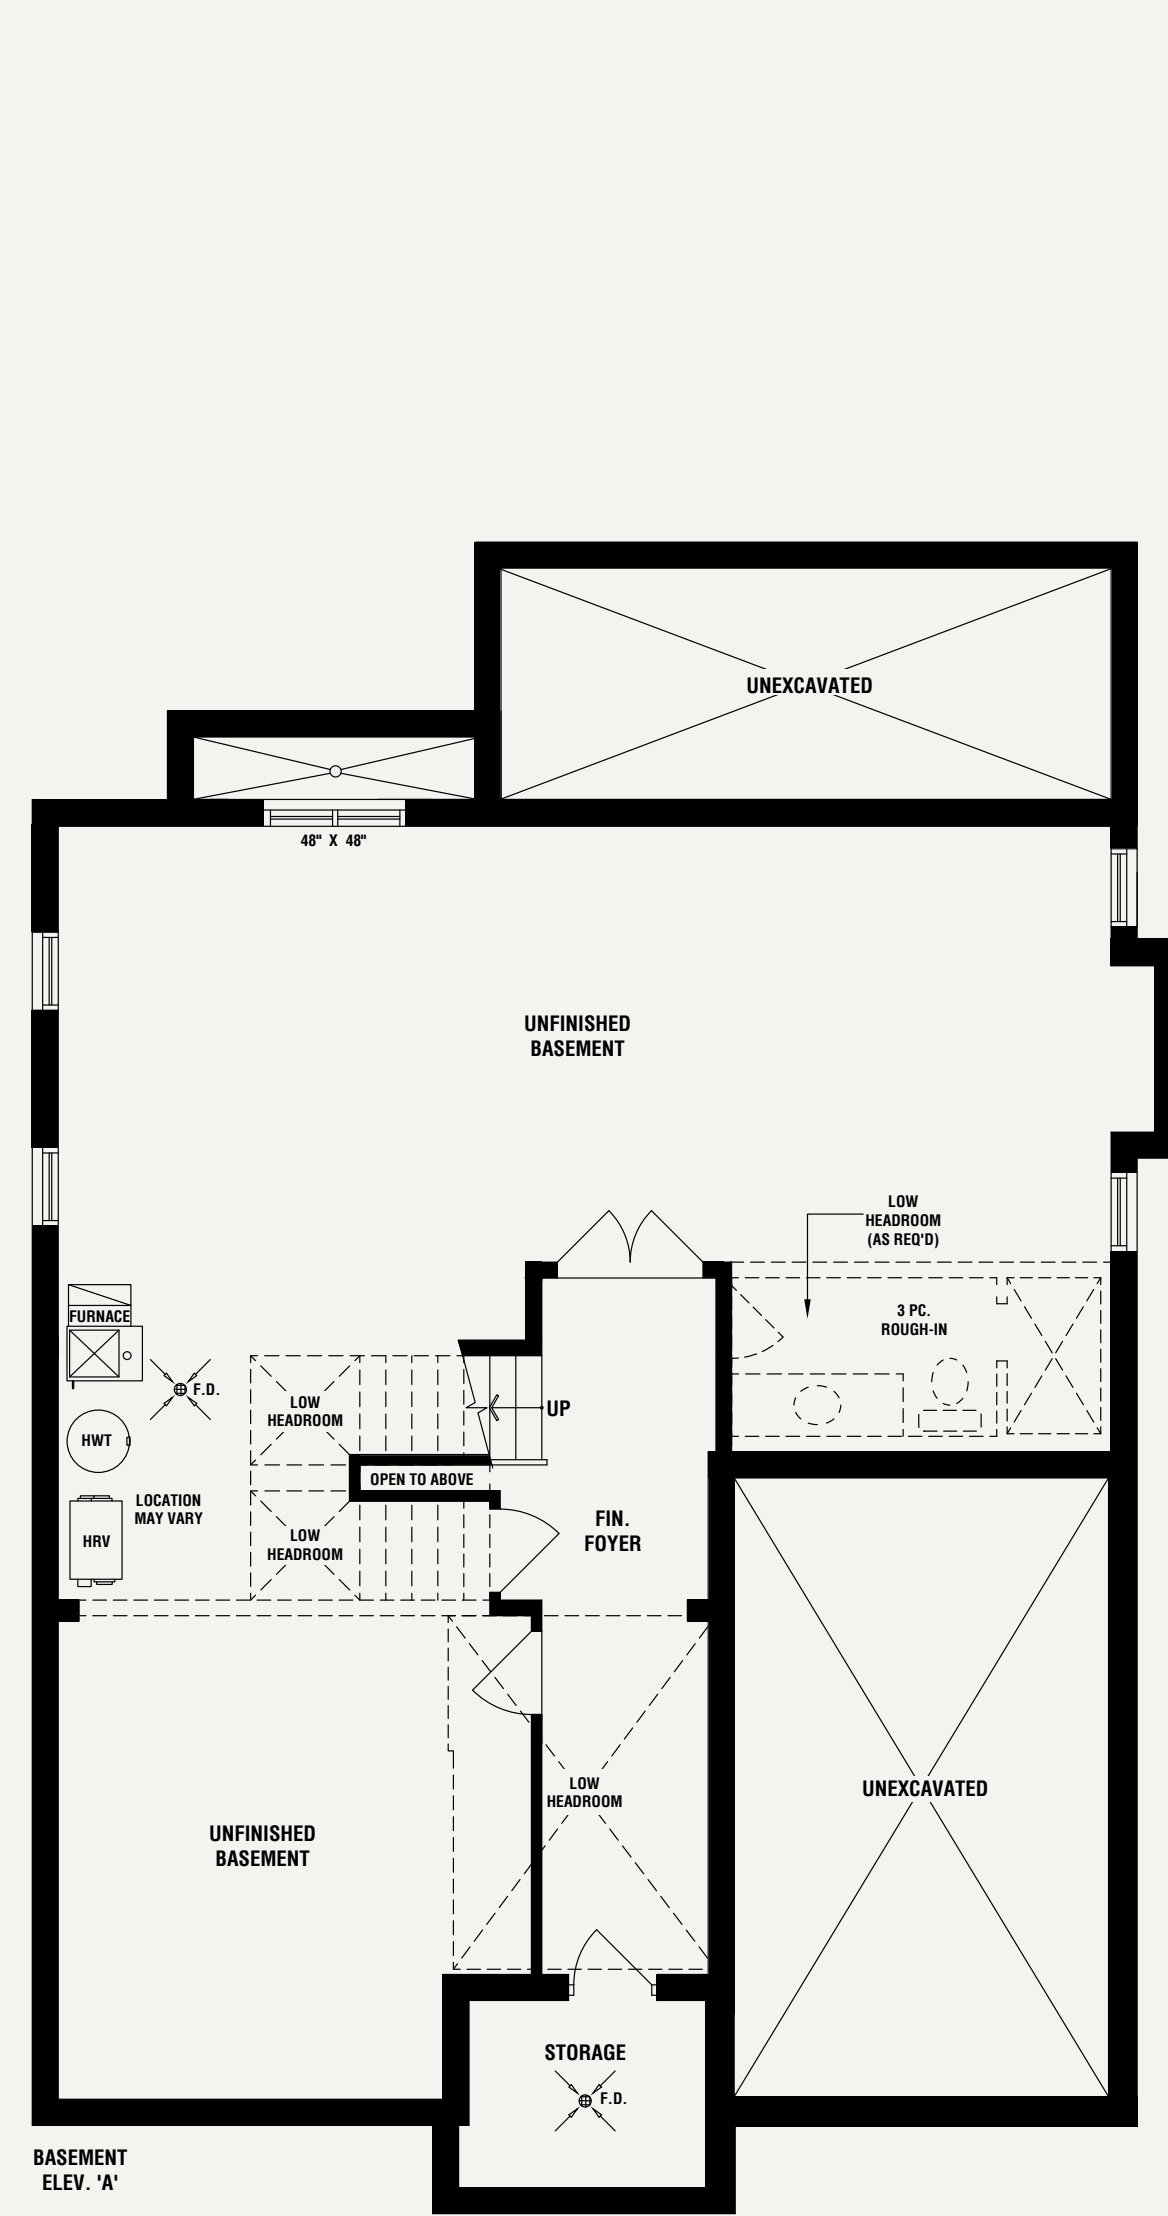 UNEXCAVATED
48" X 48"
UNFINISHED
BASEMENT
LOW
HEADROOM
(AS REQ'D)
3 PC.
ROUGH-IN
FURNACE
F.D.
LOW
HEADROOM
UP
HWT
OPEN TO ABOVE
LOCATION
MAY VARY
HRV
LOW
HEADROOM
FIN.
FOYER
LOW
HEADROOM
UNEXCAVATED
UNFINISHED
BASEMENT
STORAGE
F.D.
BASEMENT
ELEV. 'A'